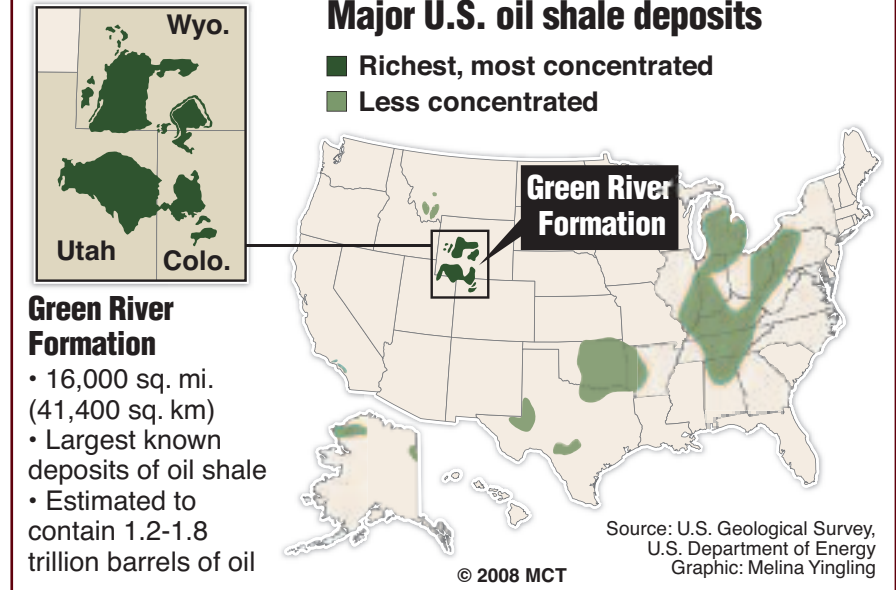 Major U.S. oil shale deposits
Richest, most concentrated
Less concentrated
Wyo.
Utah
Colo.
Green River
Formation
Green River
Formation
• 16,000 sq. mi.
(41,400 sq. km)
• Largest known
deposits of oil shale
• Estimated to
contain 1.2-1.8
trillion barrels of oil
Source: U.S. Geological Survey,
U.S. Department of Energy
Graphic: Melina Yingling
© 2008 MCT